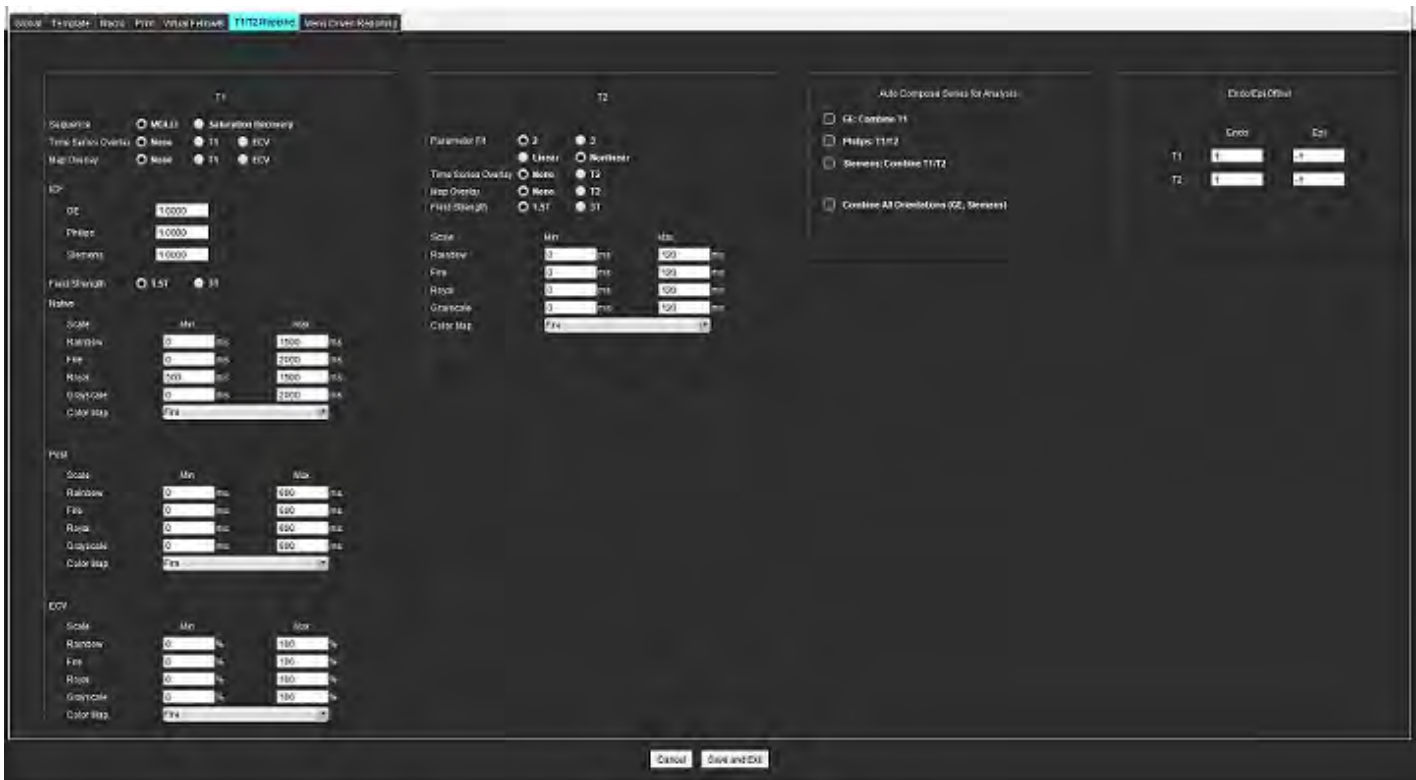 Global Template Macro Print Virtual Fellow® T1/T2 Mapping Menu Driven Reporting
T1
Sequence MOLLI Saturation Recovery
Time Series Overlay None T1 ECV
Map Overlay None T1 ECV
ICF
GE 1.0000
Philips 1.0000
Siemens 1.0000
Field Strength 1.5T 3T
Native
Scale Min Max
Rainbow 0 ms 1500 ms
Fire 0 ms 2000 ms
Royal 500 ms 1500 ms
Grayscale 0 ms 2000 ms
Color Map Fire
Post
Scale Min Max
Rainbow 0 ms 600 ms
Fire 0 ms 600 ms
Royal 0 ms 600 ms
Grayscale 0 ms 600 ms
Color Map Fire
ECV
Scale Min Max
Rainbow 0 % 100 %
Fire 0 % 100 %
Royal 0 % 100 %
Grayscale 0 % 100 %
Color Map Fire
T2
Parameter Fit 2 3
Linear Nonlinear
Time Series Overlay None T2
Map Overlay None T2
Field Strength 1.5T 3T
Scale Min Max
Rainbow 0 ms ms
Fire 0 ms ms
Royal 0 ms ms
Grayscale 0 ms ms
Color Map Fire
Auto Compose Series for Analysis
GE: Combine T1
Philips: T1/T2
Siemens: Combine T1/T2
Combine All Orientations (GE, Siemens)
Endo/Epi Offset
Endo Epi
T1 1 -1
T2 1 -1
Cancel Save and Exit